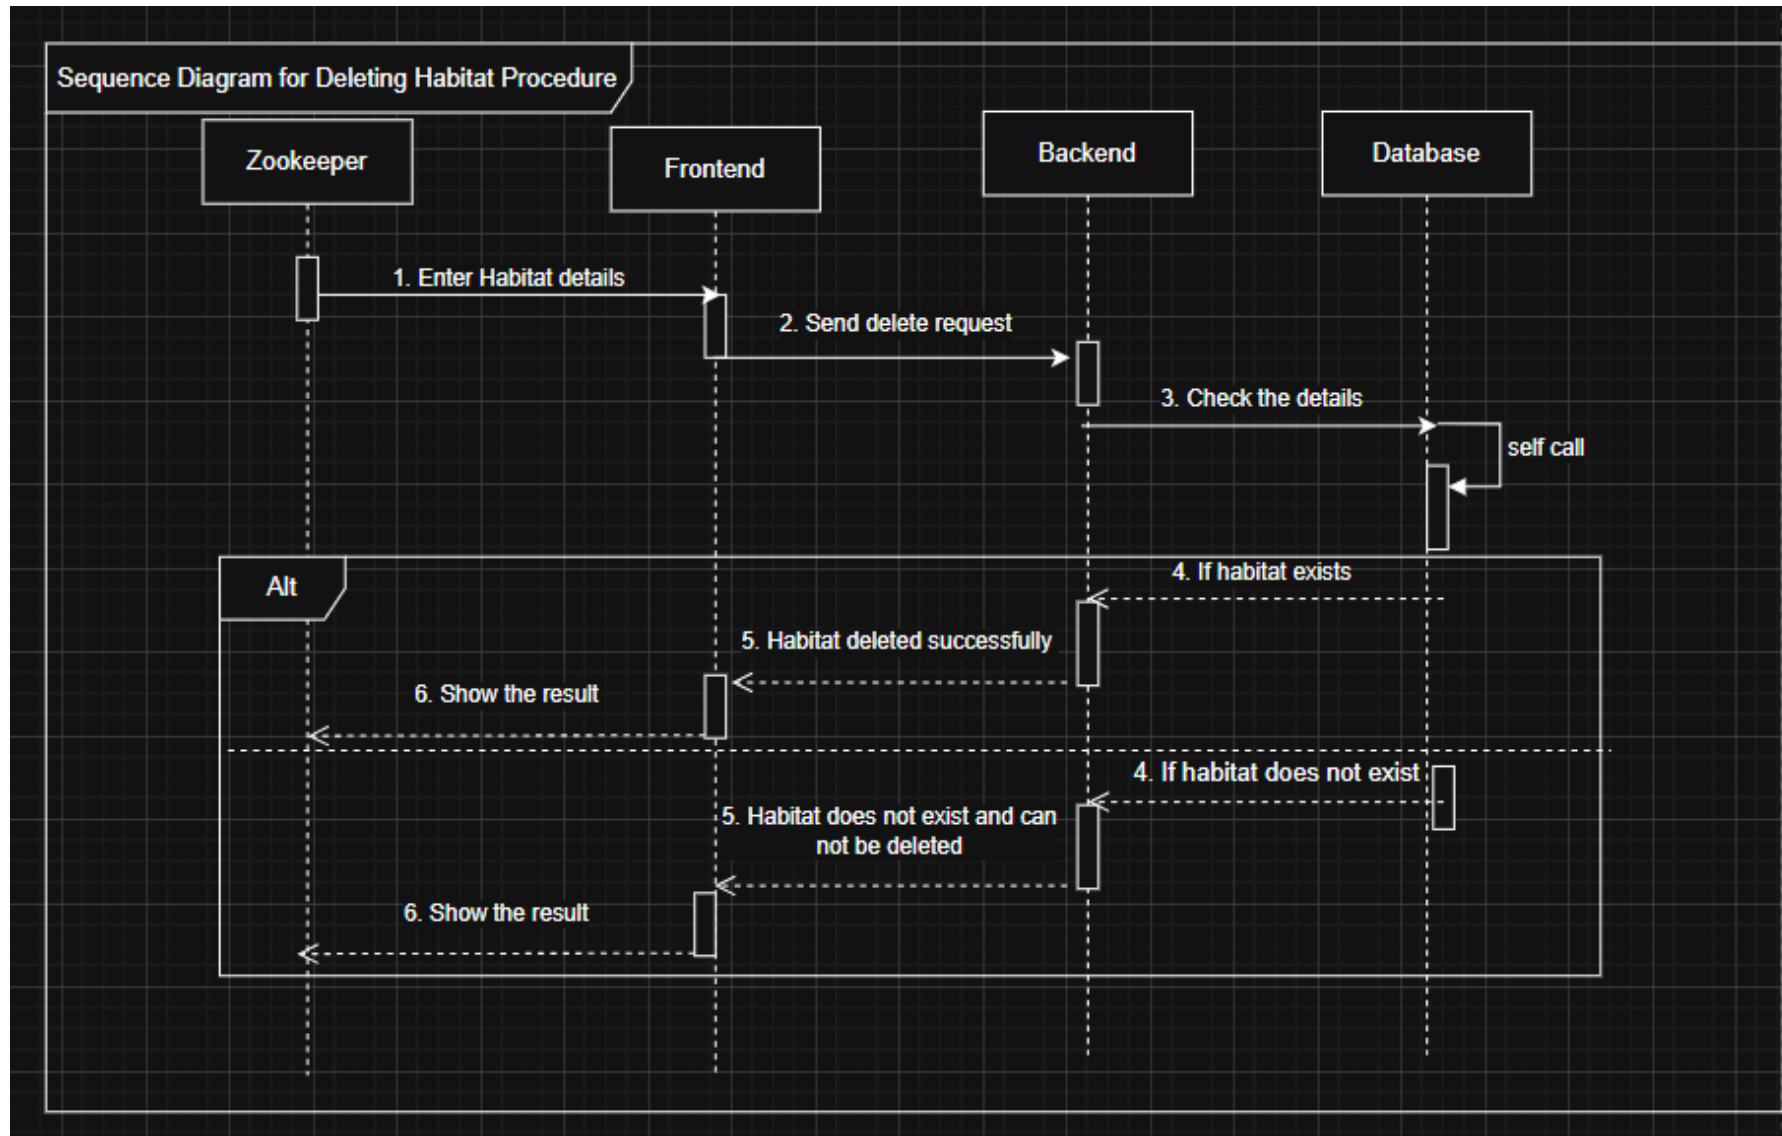 Sequence Diagram for Deleting Habitat Procedure
Zookeeper
Frontend
Backend
Database
1. Enter Habitat details
2. Send delete request
3. Check the details
self call
Alt
4. If habitat exists
5. Habitat deleted successfully
6. Show the result
4. If habitat does not exist
5. Habitat does not exist and can
not be deleted
6. Show the result